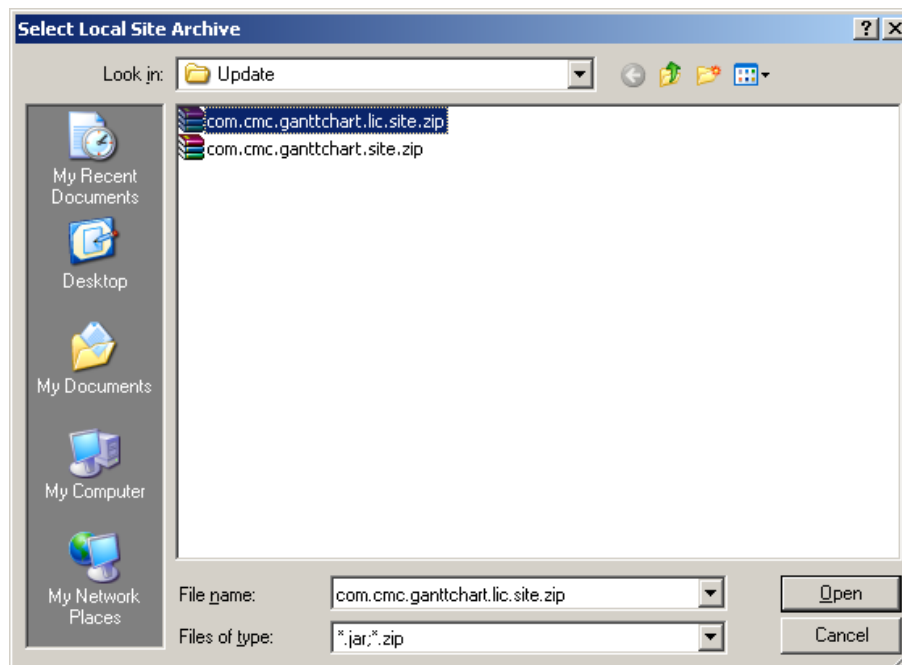 Select Local Site Archive
Look in: Update
com.cmc.ganttchart.lic.site.zip
com.cmc.ganttchart.site.zip
My Recent
Documents
Desktop
My Documents
My Computer
My Network
Places
File name: com.cmc.ganttchart.lic.site.zip Open
Files of type: *.jar;*.zip Cancel